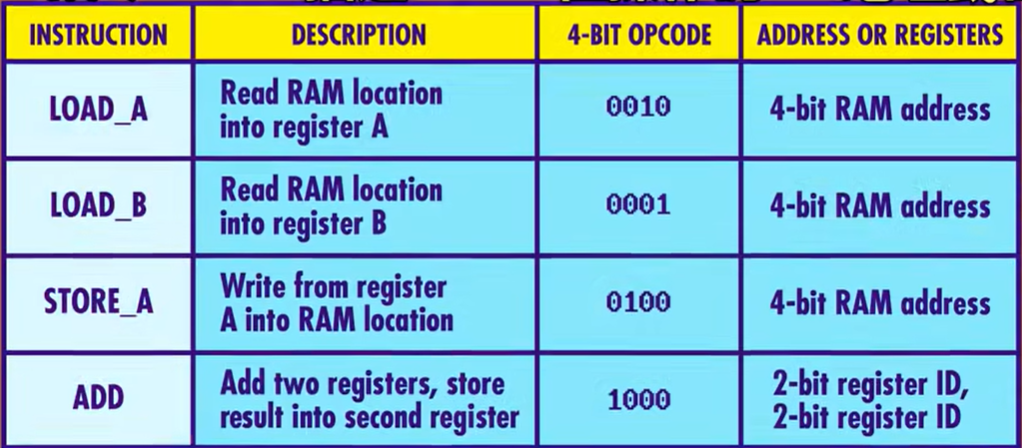 INSTRUCTION DESCRIPTION 4-BIT OPCODE ADDRESS OR REGISTERS
LOAD_A Read RAM location 0010 4-bit RAM address
into register A
LOAD_B Read RAM location 0001 4-bit RAM address
into register B
STORE_A Write from register 0100 4-bit RAM address
A into RAM location
ADD Add two registers, store 1000 2-bit register ID,
result into second register 2-bit register ID